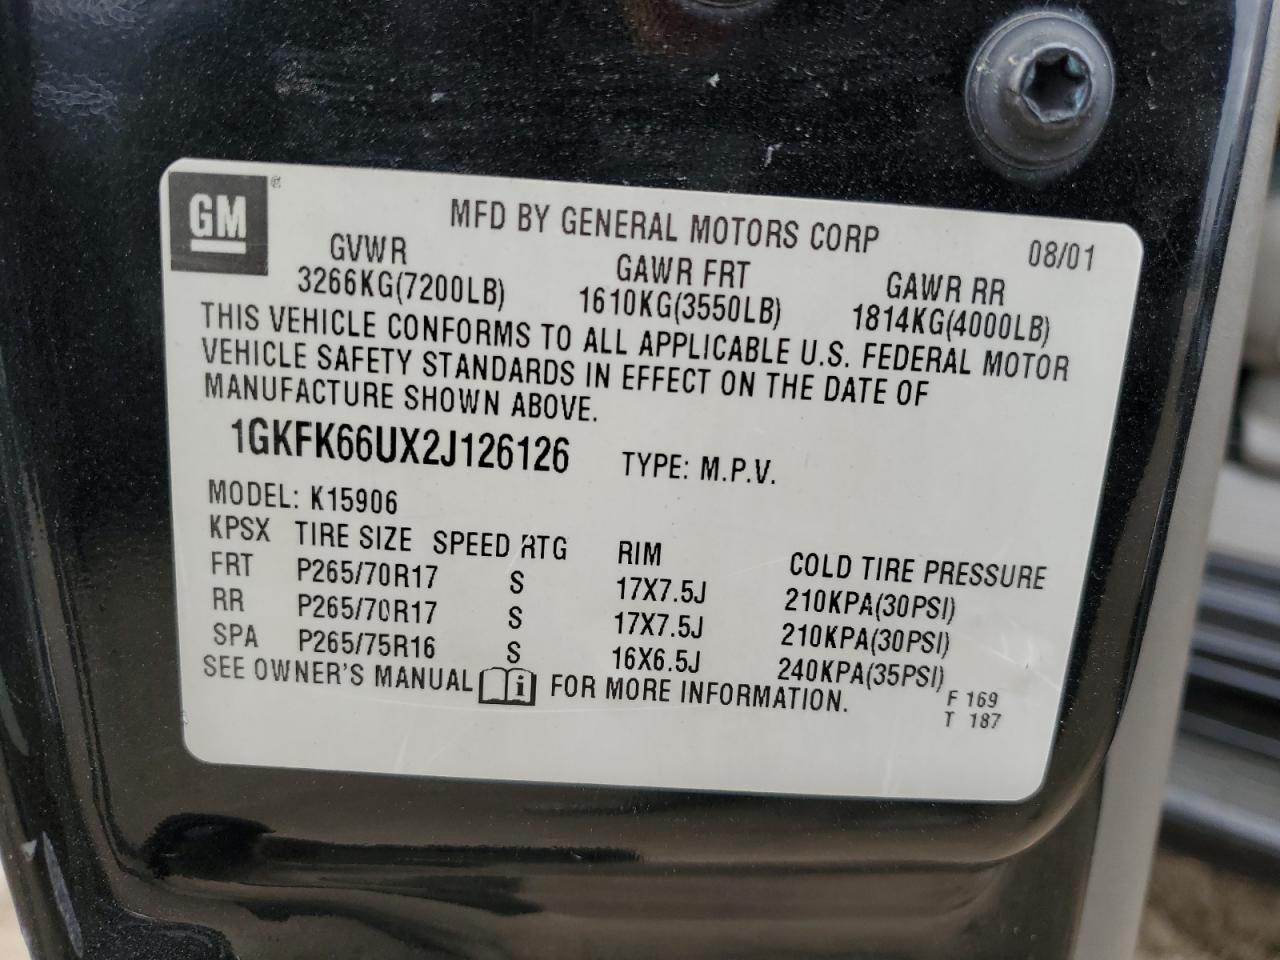 GM
MFD BY GENERAL MOTORS CORP 08/01
GVWR GAWR FRT GAWR RR
3266KG(7200LB) 1610KG(3550LB) 1814KG(4000LB)
THIS VEHICLE CONFORMS TO ALL APPLICABLE U.S. FEDERAL MOTOR
VEHICLE SAFETY STANDARDS IN EFFECT ON THE DATE OF
MANUFACTURE SHOWN ABOVE.
1GKFK66UX2J126126 TYPE: M.P.V.
MODEL: K15906
KPSX TIRE SIZE SPEED RTG RIM COLD TIRE PRESSURE
FRT P265/70R17 S 17X7.5J 210KPA(30PSI)
RR P265/70R17 S 17X7.5J 210KPA(30PSI)
SPA P265/75R16 S 16X6.5J 240KPA(35PSI)
SEE OWNER'S MANUAL i FOR MORE INFORMATION.
F 169
T 187